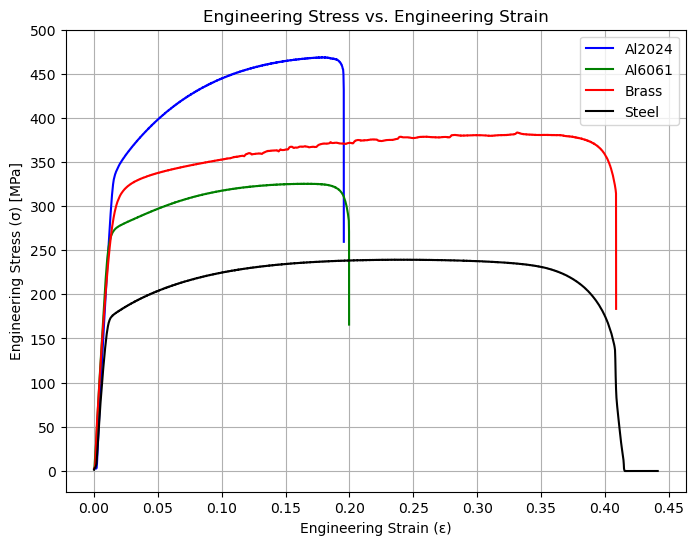 Engineering Stress vs. Engineering Strain
Engineering Stress (σ) [MPa]
500
450
400
350
300
250
200
150
100
50
0
Al2024
Al6061
Brass
Steel
0.00 0.05 0.10 0.15 0.20 0.25 0.30 0.35 0.40 0.45
Engineering Strain (ε)